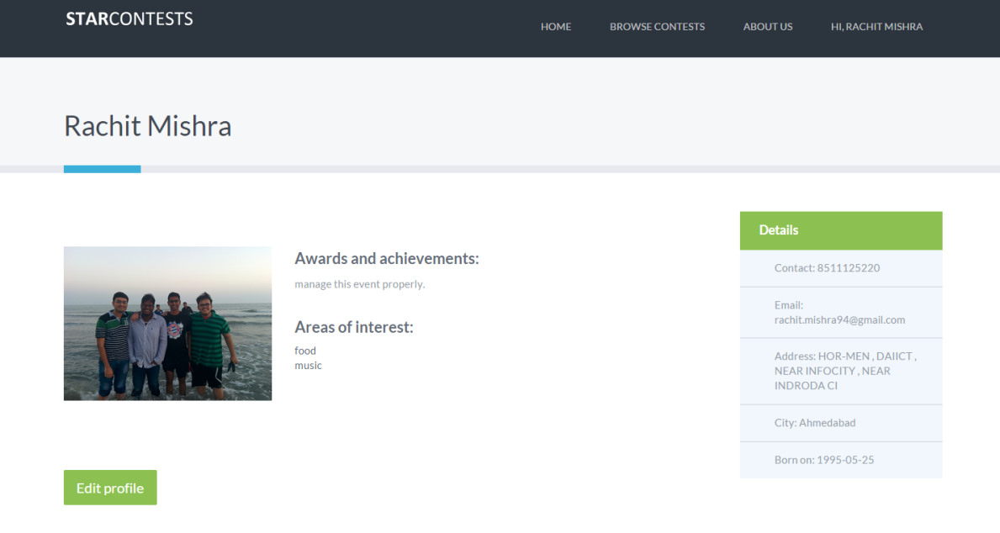 STARCONTESTS
HOME BROWSE CONTESTS ABOUT US HI, RACHIT MISHRA
Rachit Mishra
Awards and achievements:
manage this event properly.
Areas of interest:
food
music
Edit profile
Details
Contact: 8511125220
Email:
rachit.mishra94@gmail.com
Address: HOR-MEN , DAIICT ,
NEAR INFOCITY , NEAR
INDRODA CI
City: Ahmedabad
Born on: 1995-05-25